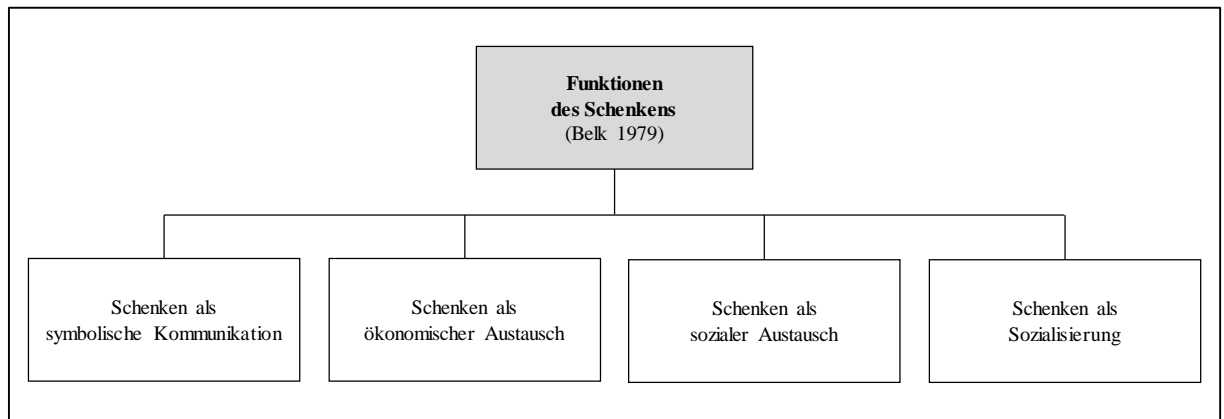 Funktionen
des Schenkens
(Belk 1979)
Schenken als
symbolische Kommunikation
Schenken als
ökonomischer Austausch
Schenken als
sozialer Austausch
Schenken als
Sozialisierung